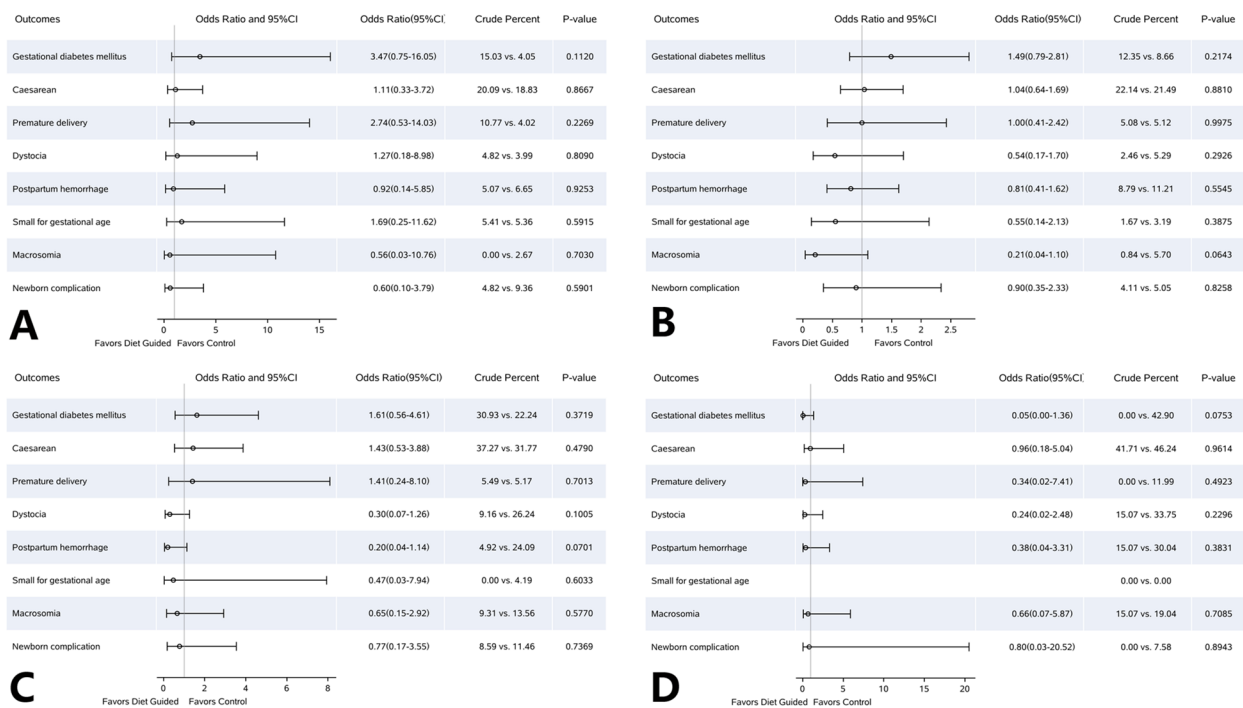 Outcomes Odds Ratio and 95%CI Odds Ratio(95%CI) Crude Percent P-value
Gestational diabetes mellitus 3.47(0.75-16.05) 15.03 vs. 4.05 0.1120
Caesarean 1.11(0.33-3.72) 20.09 vs. 18.83 0.8667
Premature delivery 2.74(0.53-14.03) 10.77 vs. 4.02 0.2269
Dystocia 1.27(0.18-8.98) 4.82 vs. 3.99 0.8090
Postpartum hemorrhage 0.92(0.14-5.85) 5.07 vs. 6.65 0.9253
Small for gestational age 1.69(0.25-11.62) 5.41 vs. 5.36 0.5915
Macrosomia 0.56(0.03-10.76) 0.00 vs. 2.67 0.7030
Newborn complication 0.60(0.10-3.79) 4.82 vs. 9.36 0.5901
A
0 5 10 15
Favors Diet Guided Favors Control
Outcomes Odds Ratio and 95%CI Odds Ratio(95%CI) Crude Percent P-value
Gestational diabetes mellitus 1.49(0.79-2.81) 12.35 vs. 8.66 0.2174
Caesarean 1.04(0.64-1.69) 22.14 vs. 21.49 0.8810
Premature delivery 1.00(0.41-2.42) 5.08 vs. 5.12 0.9975
Dystocia 0.54(0.17-1.70) 2.46 vs. 5.29 0.2926
Postpartum hemorrhage 0.81(0.41-1.62) 8.79 vs. 11.21 0.5545
Small for gestational age 0.55(0.14-2.13) 1.67 vs. 3.19 0.3875
Macrosomia 0.21(0.04-1.10) 0.84 vs. 5.70 0.0643
Newborn complication 0.90(0.35-2.33) 4.11 vs. 5.05 0.8258
B
0 0.5 1 1.5 2 2.5
Favors Diet Guided Favors Control
Outcomes Odds Ratio and 95%CI Odds Ratio(95%CI) Crude Percent P-value
Gestational diabetes mellitus 1.61(0.56-4.61) 30.93 vs. 22.24 0.3719
Caesarean 1.43(0.53-3.88) 37.27 vs. 31.77 0.4790
Premature delivery 1.41(0.24-8.10) 5.49 vs. 5.17 0.7013
Dystocia 0.30(0.07-1.26) 9.16 vs. 26.24 0.1005
Postpartum hemorrhage 0.20(0.04-1.14) 4.92 vs. 24.09 0.0701
Small for gestational age 0.47(0.03-7.94) 0.00 vs. 4.19 0.6033
Macrosomia 0.65(0.15-2.92) 9.31 vs. 13.56 0.5770
Newborn complication 0.77(0.17-3.55) 8.59 vs. 11.46 0.7369
C
0 2 4 6 8
Favors Diet Guided Favors Control
Outcomes Odds Ratio and 95%CI Odds Ratio(95%CI) Crude Percent P-value
Gestational diabetes mellitus 0.05(0.00-1.36) 0.00 vs. 42.90 0.0753
Caesarean 0.96(0.18-5.04) 41.71 vs. 46.24 0.9614
Premature delivery 0.34(0.02-7.41) 0.00 vs. 11.99 0.4923
Dystocia 0.24(0.02-2.48) 15.07 vs. 33.75 0.2296
Postpartum hemorrhage 0.38(0.04-3.31) 15.07 vs. 30.04 0.3831
Small for gestational age 0.00 vs. 0.00
Macrosomia 0.66(0.07-5.87) 15.07 vs. 19.04 0.7085
Newborn complication 0.80(0.03-20.52) 0.00 vs. 7.58 0.8943
D
0 5 10 15 20
Favors Diet Guided Favors Control